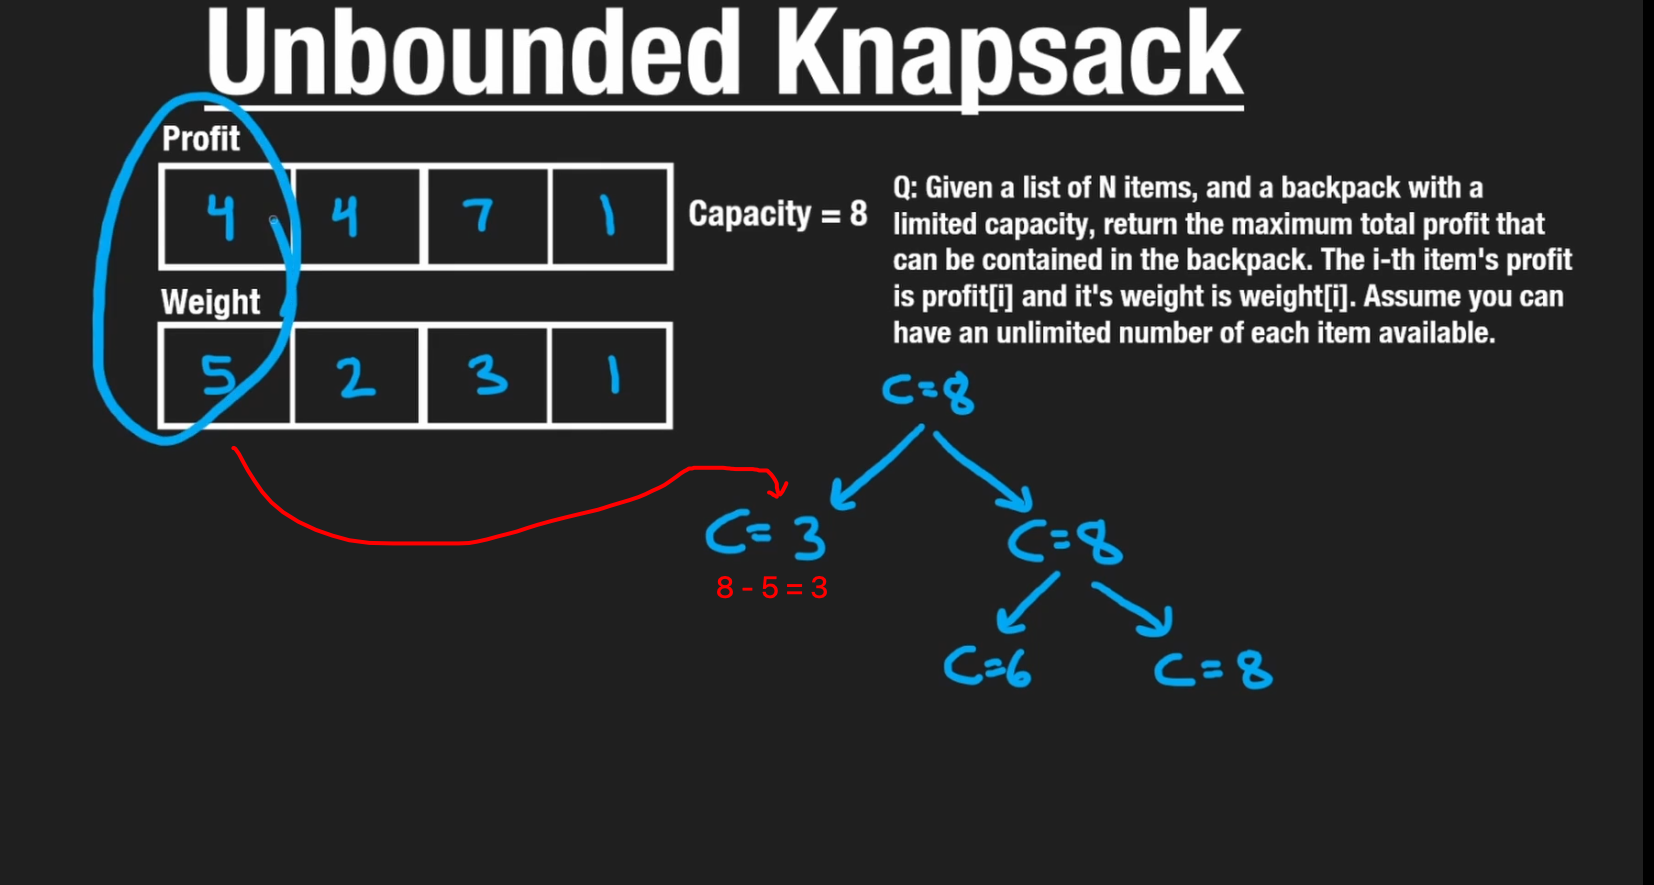 Unbounded Knapsack
Profit
4 4 7 1
Capacity = 8
Weight
5 2 3 1
Q: Given a list of N items, and a backpack with a
limited capacity, return the maximum total profit that
can be contained in the backpack. The i-th item's profit
is profit[i] and it's weight is weight[i]. Assume you can
have an unlimited number of each item available.
C=8
C=3
C=8
8 - 5 = 3
C=6
C=8